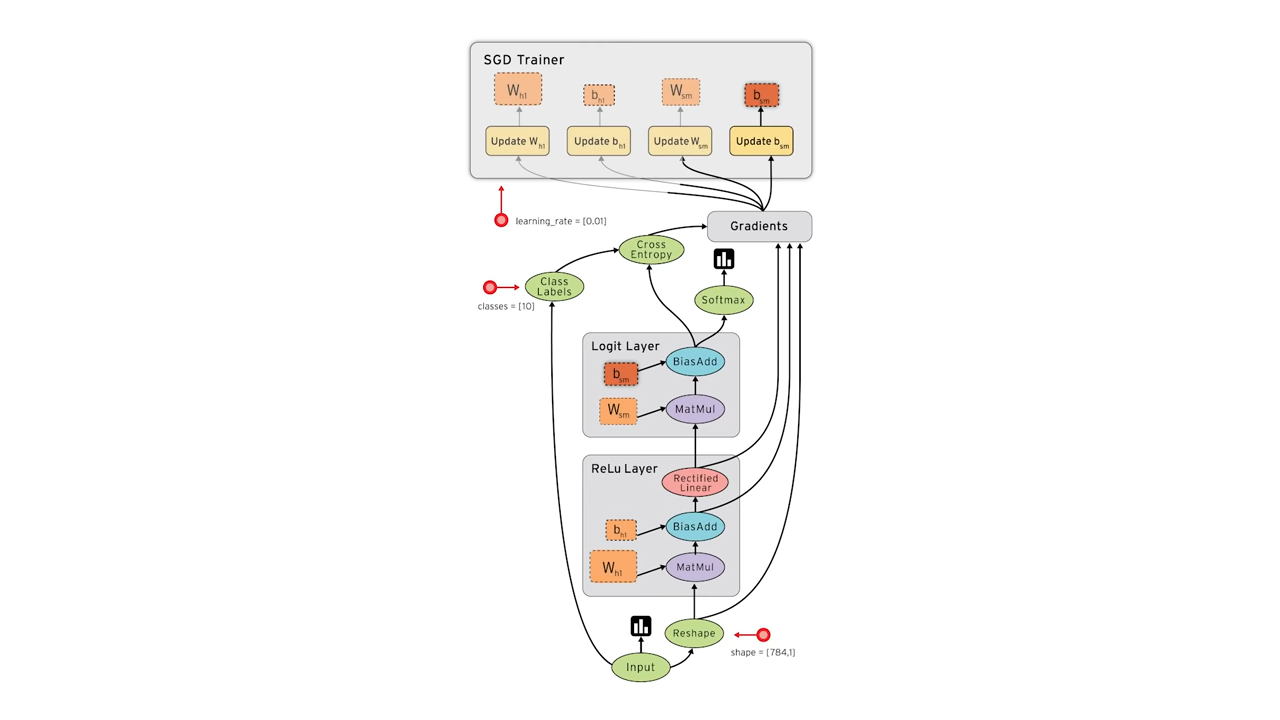 SGD Trainer
Wh1
bh1
Wsm
bsm
Update Wh1
Update bh1
Update Wsm
Update bsm
learning_rate = [0.01]
Gradients
Cross
Entropy
Class
Labels
classes = [10]
Softmax
Logit Layer
BiasAdd
bsm
Wsm
MatMul
ReLu Layer
Rectified
Linear
bh1
BiasAdd
Wh1
MatMul
Reshape
shape = [784,1]
Input